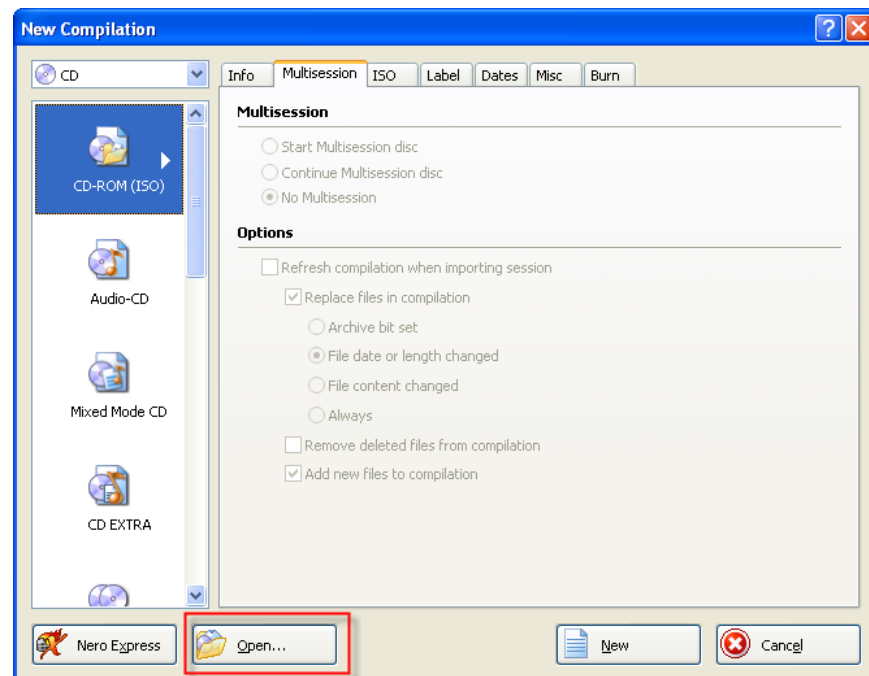 New Compilation
CD
Info Multisession ISO Label Dates Misc Burn
CD-ROM (ISO)
Audio-CD
Mixed Mode CD
CD EXTRA
Multisession
Start Multisession disc
Continue Multisession disc
No Multisession
Options
Refresh compilation when importing session
Replace files in compilation
Archive bit set
File date or length changed
File content changed
Always
Remove deleted files from compilation
Add new files to compilation
Nero Express Open... New Cancel